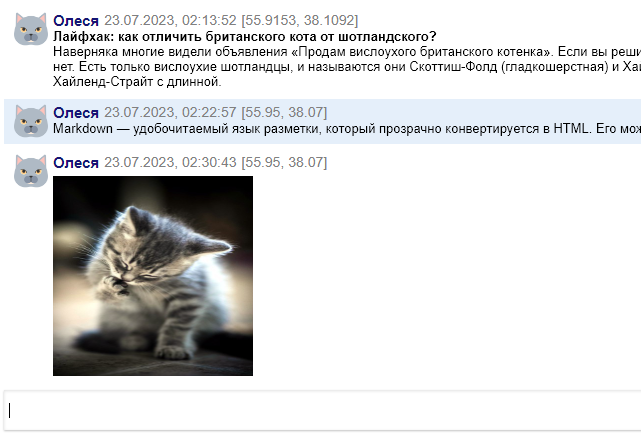 Олеся 23.07.2023, 02:13:52 [55.9153, 38.1092]
Лайфхак: как отличить британского кота от шотландского?
Наверняка многие видели объявления «Продам вислоухого британского котенка». Если вы
нет. Есть только вислоухие шотландцы, и называются они Скоттиш-Фолд (гладкошерстная) и
Хайленд-Страйт с длинной.
Олеся 23.07.2023, 02:22:57 [55.95, 38.07]
Markdown — удобочитаемый язык разметки, который прозрачно конвертируется в HTML. Его
Олеся 23.07.2023, 02:30:43 [55.95, 38.07]